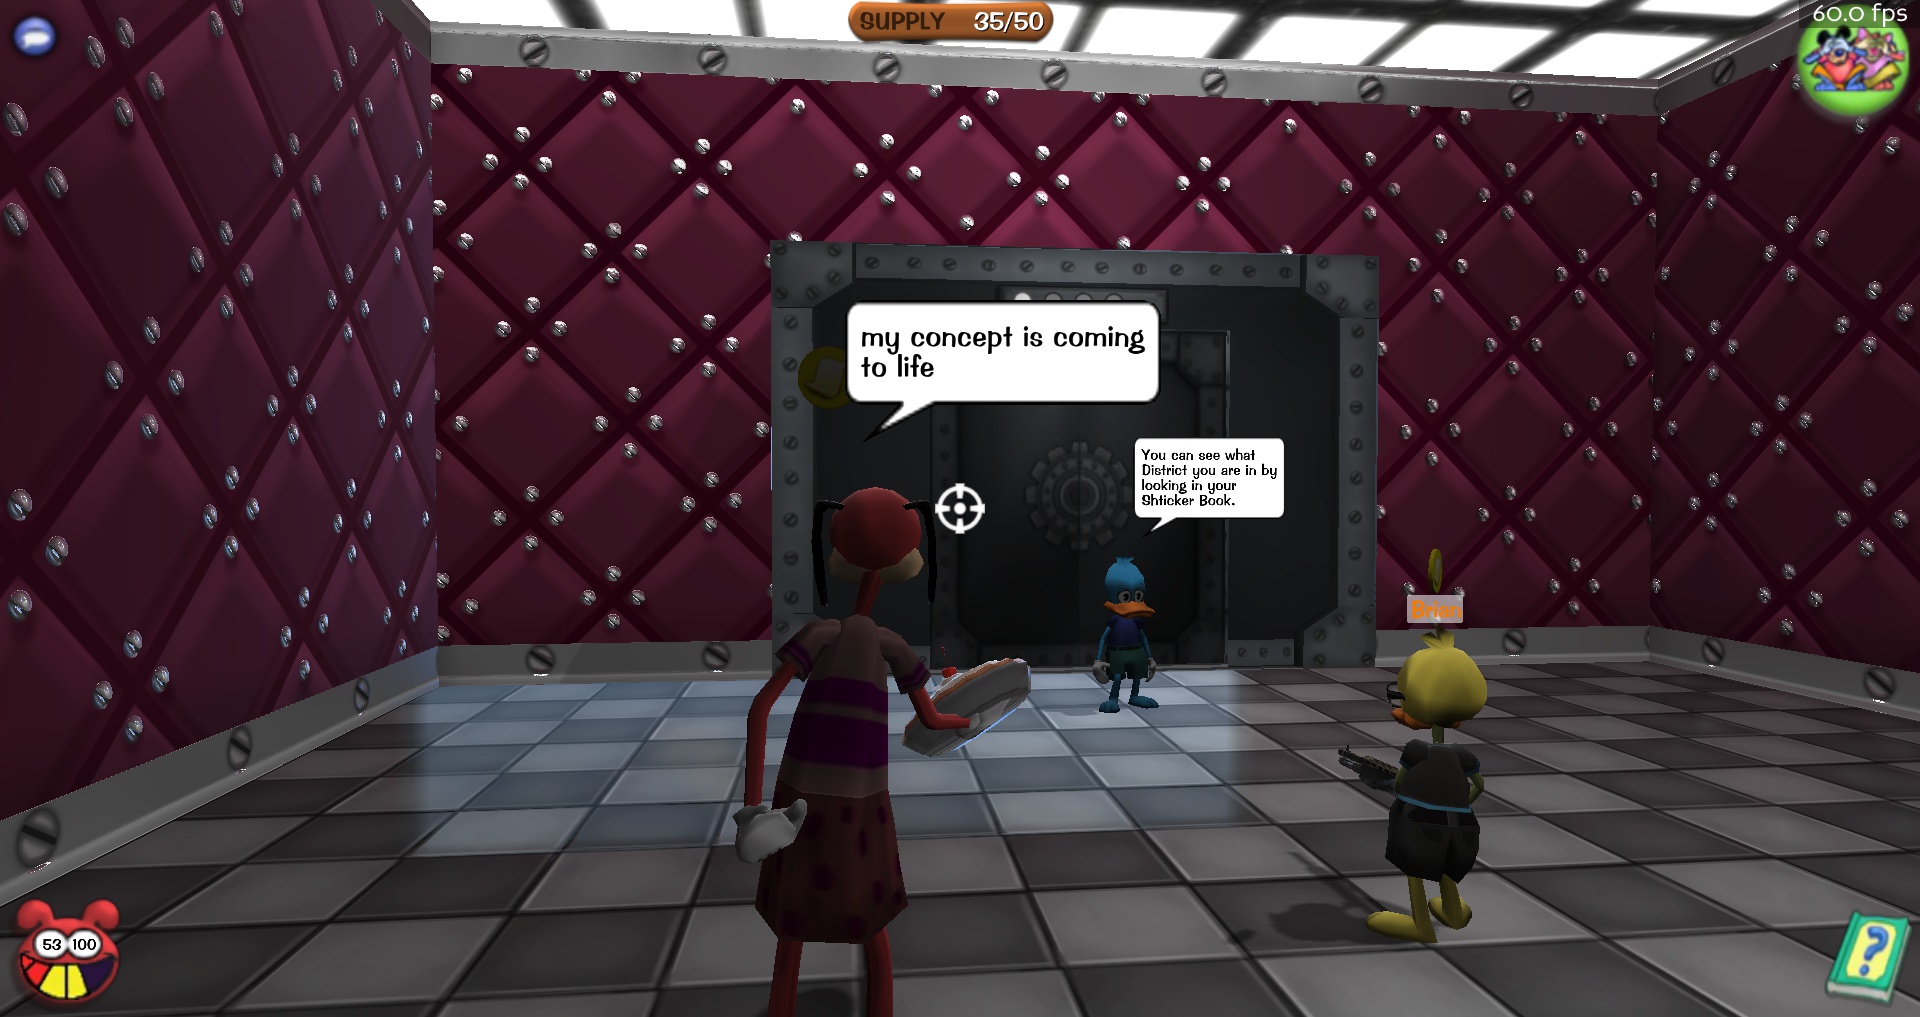 SUPPLY 35/50
60.0 fps
my concept is coming
to life
You can see what
District you are in by
looking in your
Shticker Book.
Brian
53 100
?